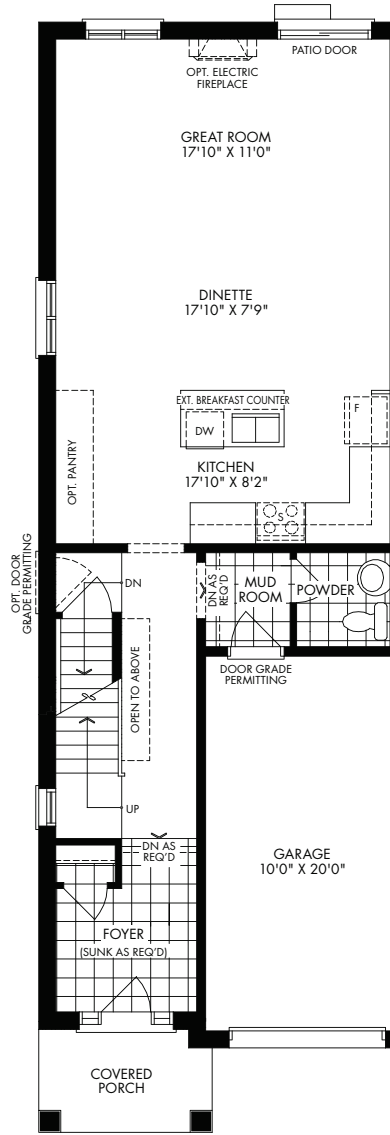 PATIO DOOR
OPT. ELECTRIC
FIREPLACE
GREAT ROOM
17'10" X 11'0"
DINETTE
17'10" X 7'9"
EXT. BREAKFAST COUNTER
DW
F
OPT. PANTRY
KITCHEN
17'10" X 8'2"
S
OPT. DOOR
GRADE PERMITTING
DN
DN AS
REQ'D
MUD
ROOM
POWDER
OPEN TO ABOVE
DOOR GRADE
PERMITTING
UP
DN AS
REQ'D
GARAGE
10'0" X 20'0"
FOYER
(SUNK AS REQ'D)
COVERED
PORCH